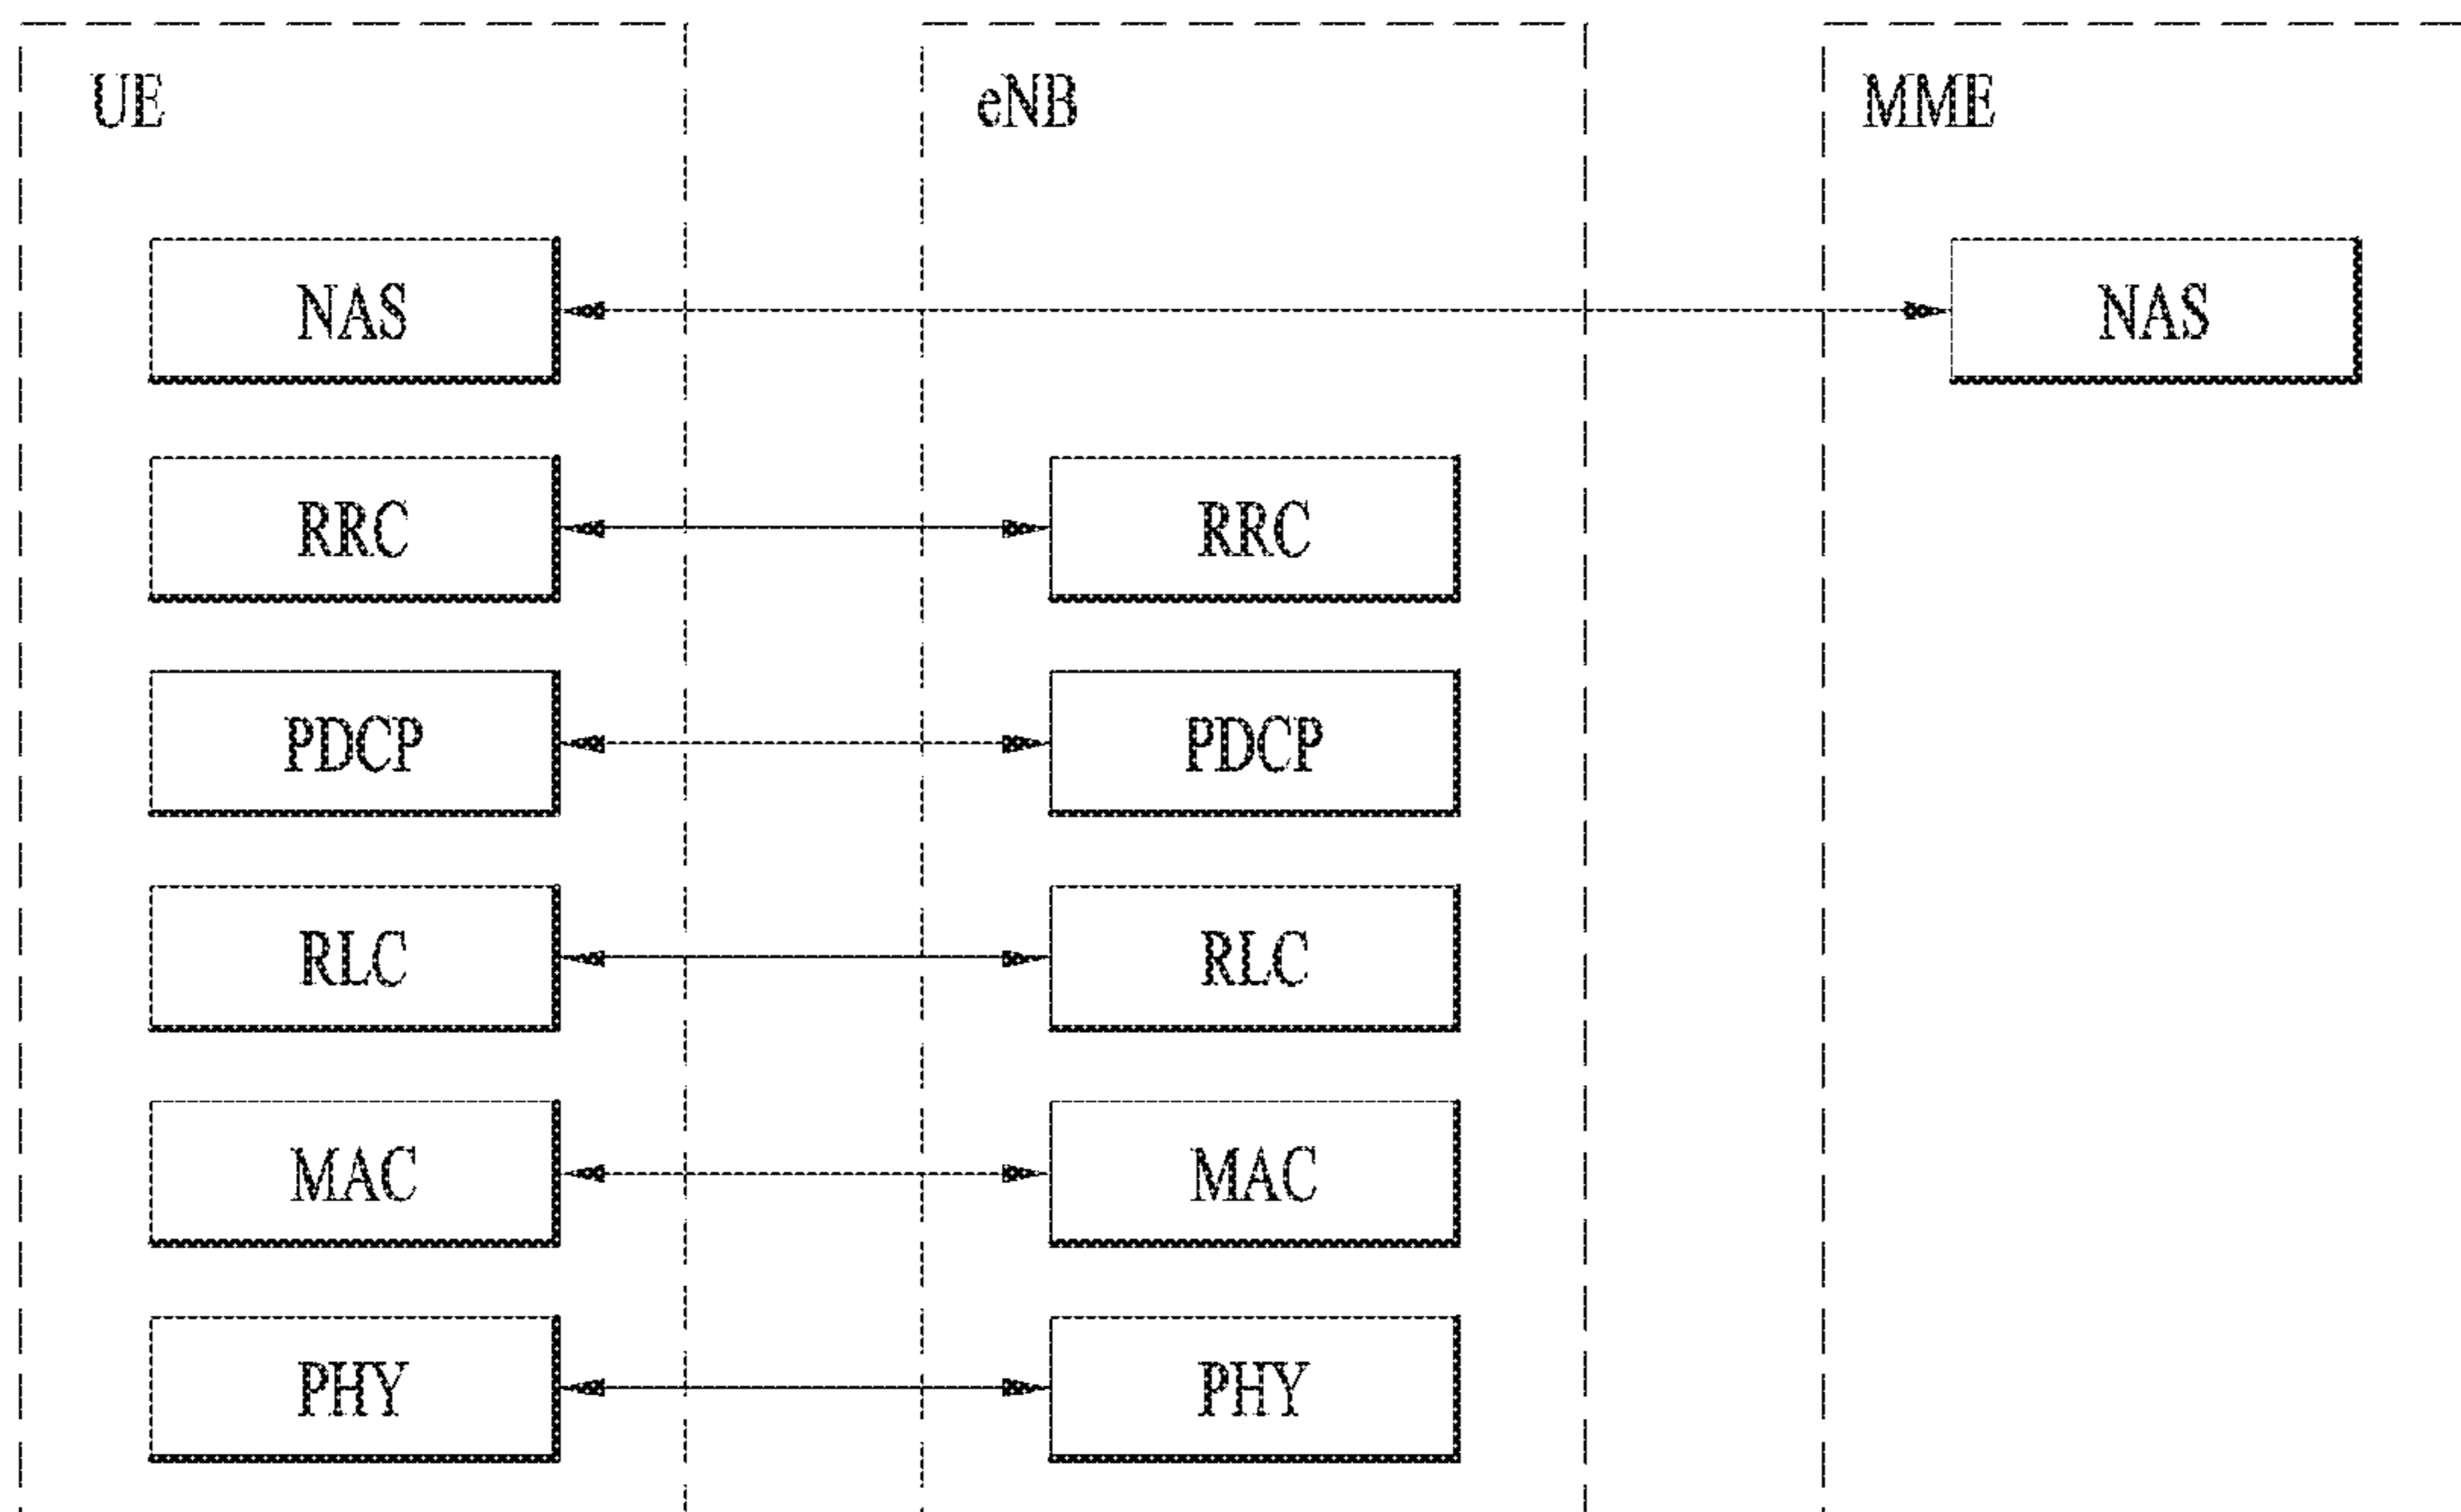 UE eNB MME
NAS NAS
RRC RRC
PDCP PDCP
RLC RLC
MAC MAC
PHY PHY